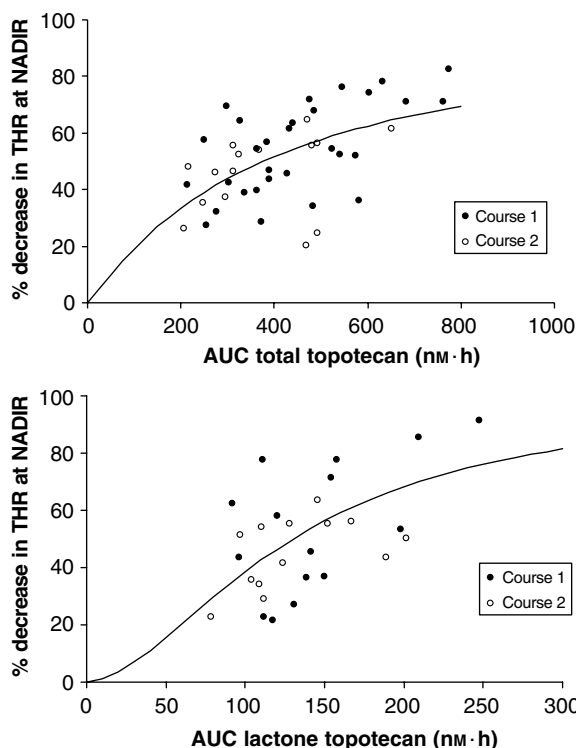 100
80
60
40
20
0
% decrease in THR at NADIR
Course 1
Course 2
0 200 400 600 800 1000
AUC total topotecan (nM·h)
100
80
60
40
20
0
% decrease in THR at NADIR
Course 1
Course 2
0 50 100 150 200 250 300
AUC lactone topotecan (nM·h)